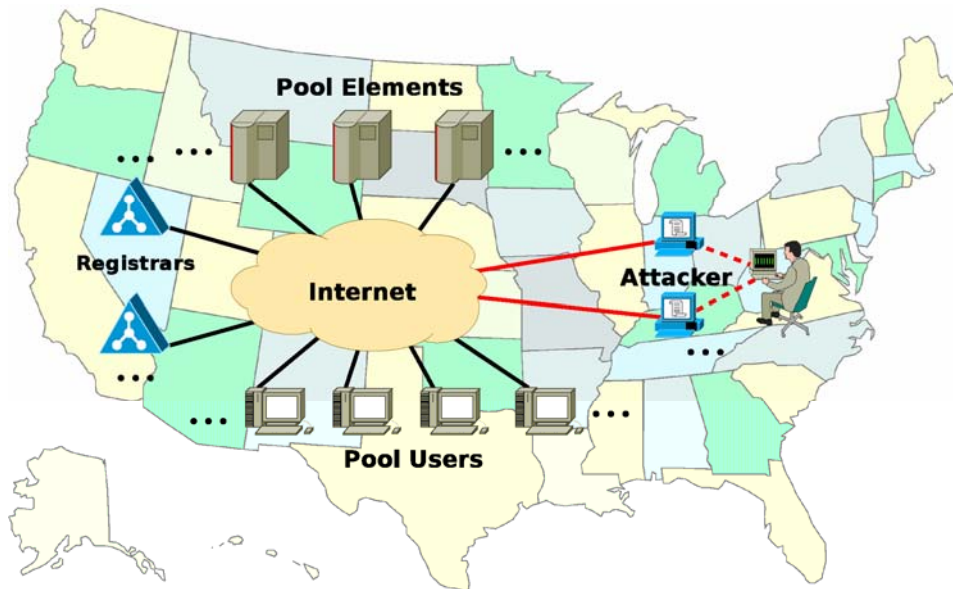 Pool Elements
Registrars
Internet
Attacker
Pool Users